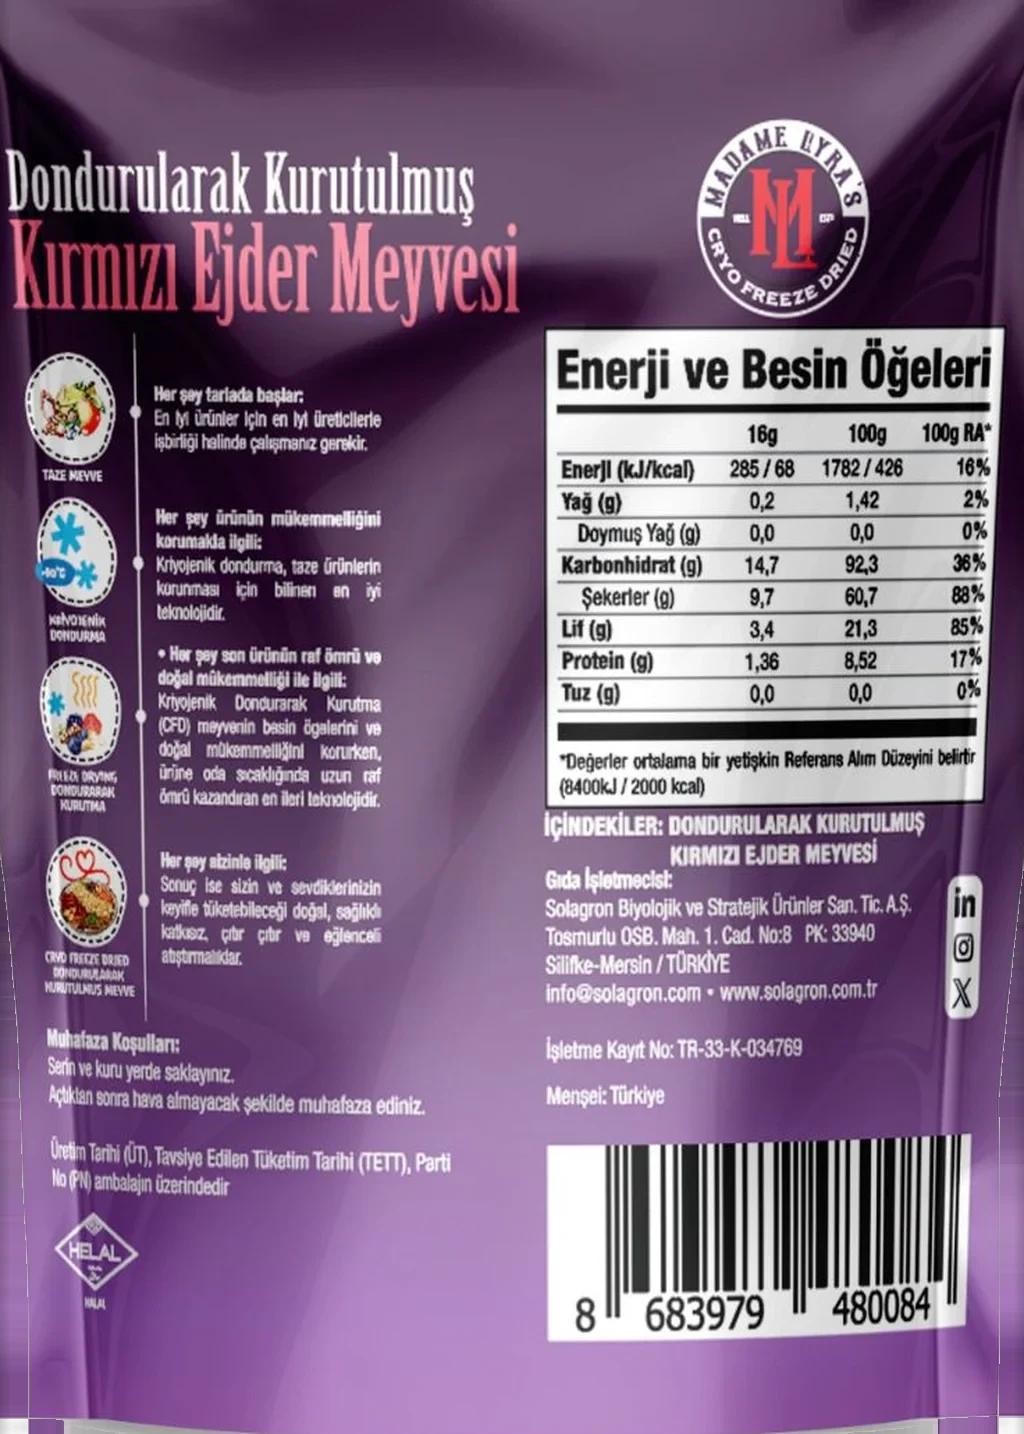 Dondurularak Kurutulmuş
Kırmızı Ejder Meyvesi
MADAME LYRA'S
ML
CRYO FREEZE DRIED
TAZE MEYVE
Her şey tarlada başlar:
En iyi ürünler için en iyi üreticilerle
işbirliği halinde çalışmanız gerekir.
-90°C
KRİYOJENİK
DONDURMA
Her şey ürünün mükemmelliğini
korumakla ilgili:
Kriyojenik dondurma, taze ürünlerin
korunması için bilinen en iyi
teknolojidir.
FREEZE DRYING
DONDURARAK
KURUTMA
• Her şey son ürünün raf ömrü ve
doğal mükemmelliği ile ilgili:
Kriyojenik Dondurarak Kurutma
(CFD) meyvenin besin ögelerini ve
doğal mükemmelliğini korurken,
ürüne oda sıcaklığında uzun raf
ömrü kazandıran en ileri teknolojidir.
CRYO FREEZE DRIED
DONDURULARAK
KURUTULMUŞ MEYVE
Her şey sizinle ilgili:
Sonuç ise sizin ve sevdiklerinizin
keyifle tüketebileceği doğal, sağlıklı
katkısız, çıtır çıtır ve eğlenceli
atıştırmalıklar.
Muhafaza Koşulları:
Serin ve kuru yerde saklayınız.
Açtıktan sonra hava almayacak şekilde muhafaza ediniz.
Üretim Tarihi (ÜT), Tavsiye Edilen Tüketim Tarihi (TETT), Parti
No (PN) ambalajın üzerindedir
HELAL
HALAL
Enerji ve Besin Öğeleri
16g 100g 100g RA*
Enerji (kJ/kcal) 285 / 68 1782 / 426 16%
Yağ (g) 0,2 1,42 2%
Doymuş Yağ (g) 0,0 0,0 0%
Karbonhidrat (g) 14,7 92,3 36%
Şekerler (g) 9,7 60,7 88%
Lif (g) 3,4 21,3 85%
Protein (g) 1,36 8,52 17%
Tuz (g) 0,0 0,0 0%
*Değerler ortalama bir yetişkin Referans Alım Düzeyini belirtir
(8400kJ / 2000 kcal)
İÇİNDEKİLER: DONDURULARAK KURUTULMUŞ
KIRMIZI EJDER MEYVESİ
Gıda İşletmecisi:
Solagron Biyolojik ve Stratejik Ürünler San. Tic. A.Ş.
Tosmurlu OSB. Mah. 1. Cad. No:8 PK: 33940
Silifke-Mersin / TÜRKİYE
info@solagron.com • www.solagron.com.tr
in
İşletme Kayıt No: TR-33-K-034769
Menşei: Türkiye
8 683979 480084